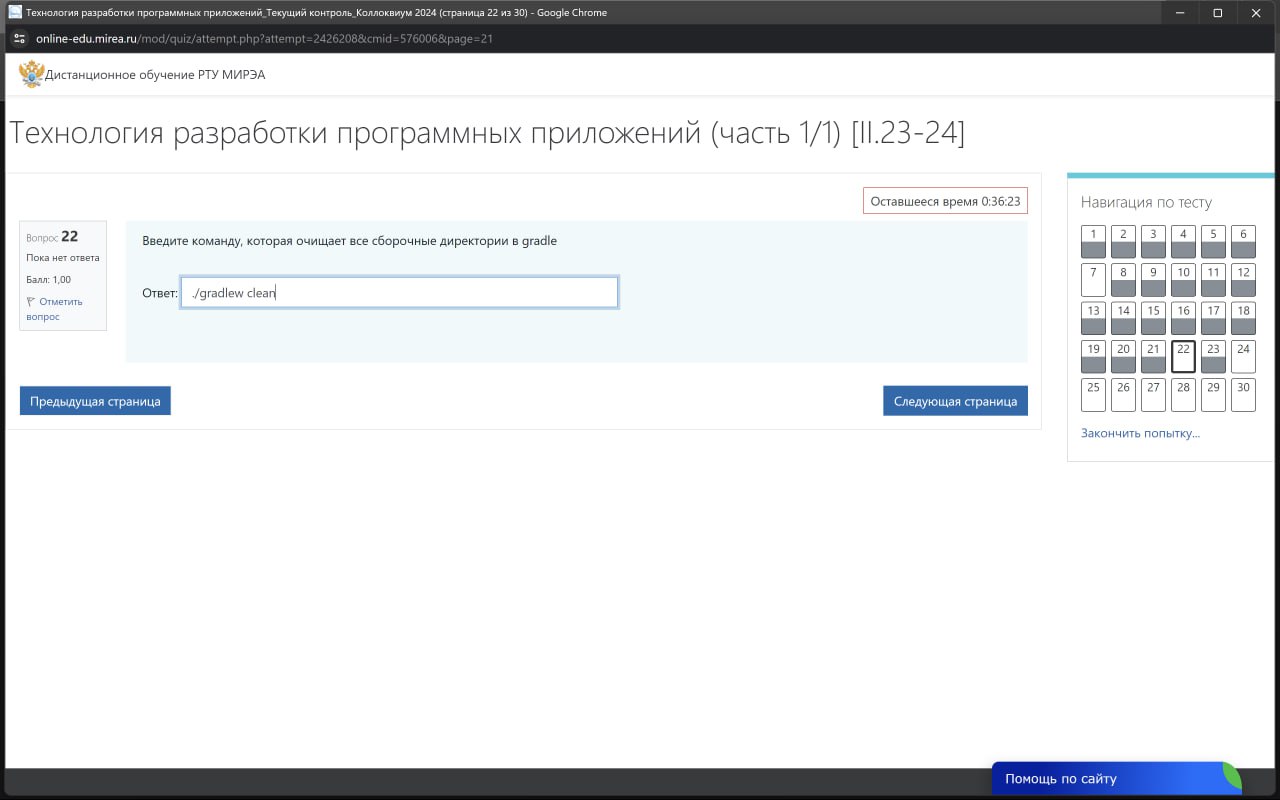 Технология разработки программных приложений_Текущий контроль_Коллоквиум 2024 (страница 22 из 30) - Google Chrome
online-edu.mirea.ru/mod/quiz/attempt.php?attempt=2426208&cmid=576006&page=21
Дистанционное обучение РТУ МИРЭА
Технология разработки программных приложений (часть 1/1) [II.23-24]
Оставшееся время 0:36:23
Вопрос 22
Пока нет ответа
Балл: 1,00
Отметить
вопрос
Введите команду, которая очищает все сборочные директории в gradle
Ответ: ./gradlew clean
Предыдущая страница
Следующая страница
Навигация по тесту
1 2 3 4 5 6
7 8 9 10 11 12
13 14 15 16 17 18
19 20 21 22 23 24
25 26 27 28 29 30
Закончить попытку...
Помощь по сайту